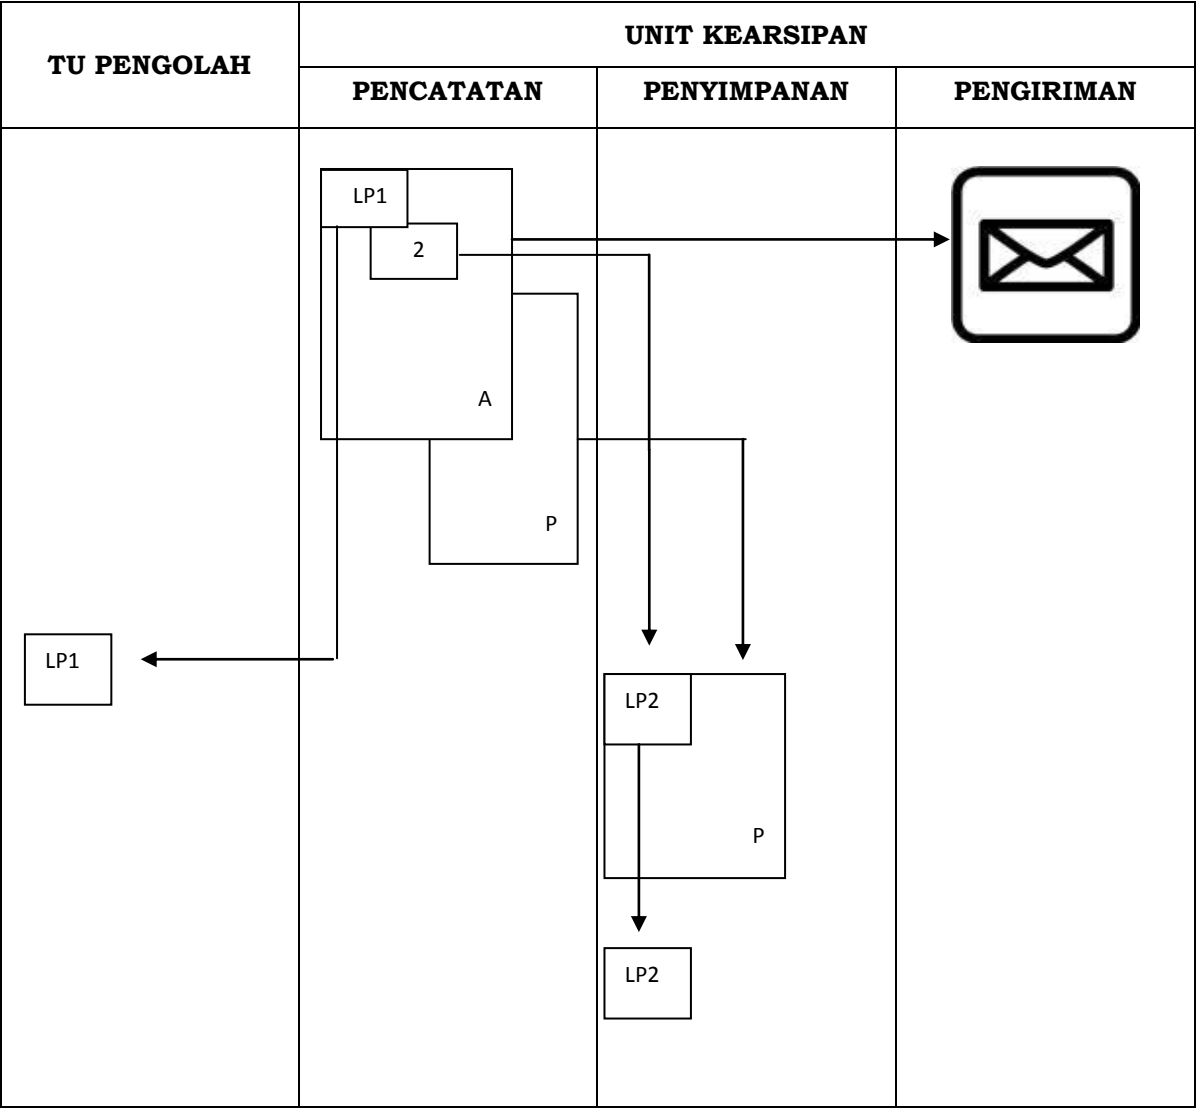 TU PENGOLAH
UNIT KEARSIPAN
PENCATATAN
PENYIMPANAN
PENGIRIMAN
LP1
2
A
P
LP1
LP2
P
LP2